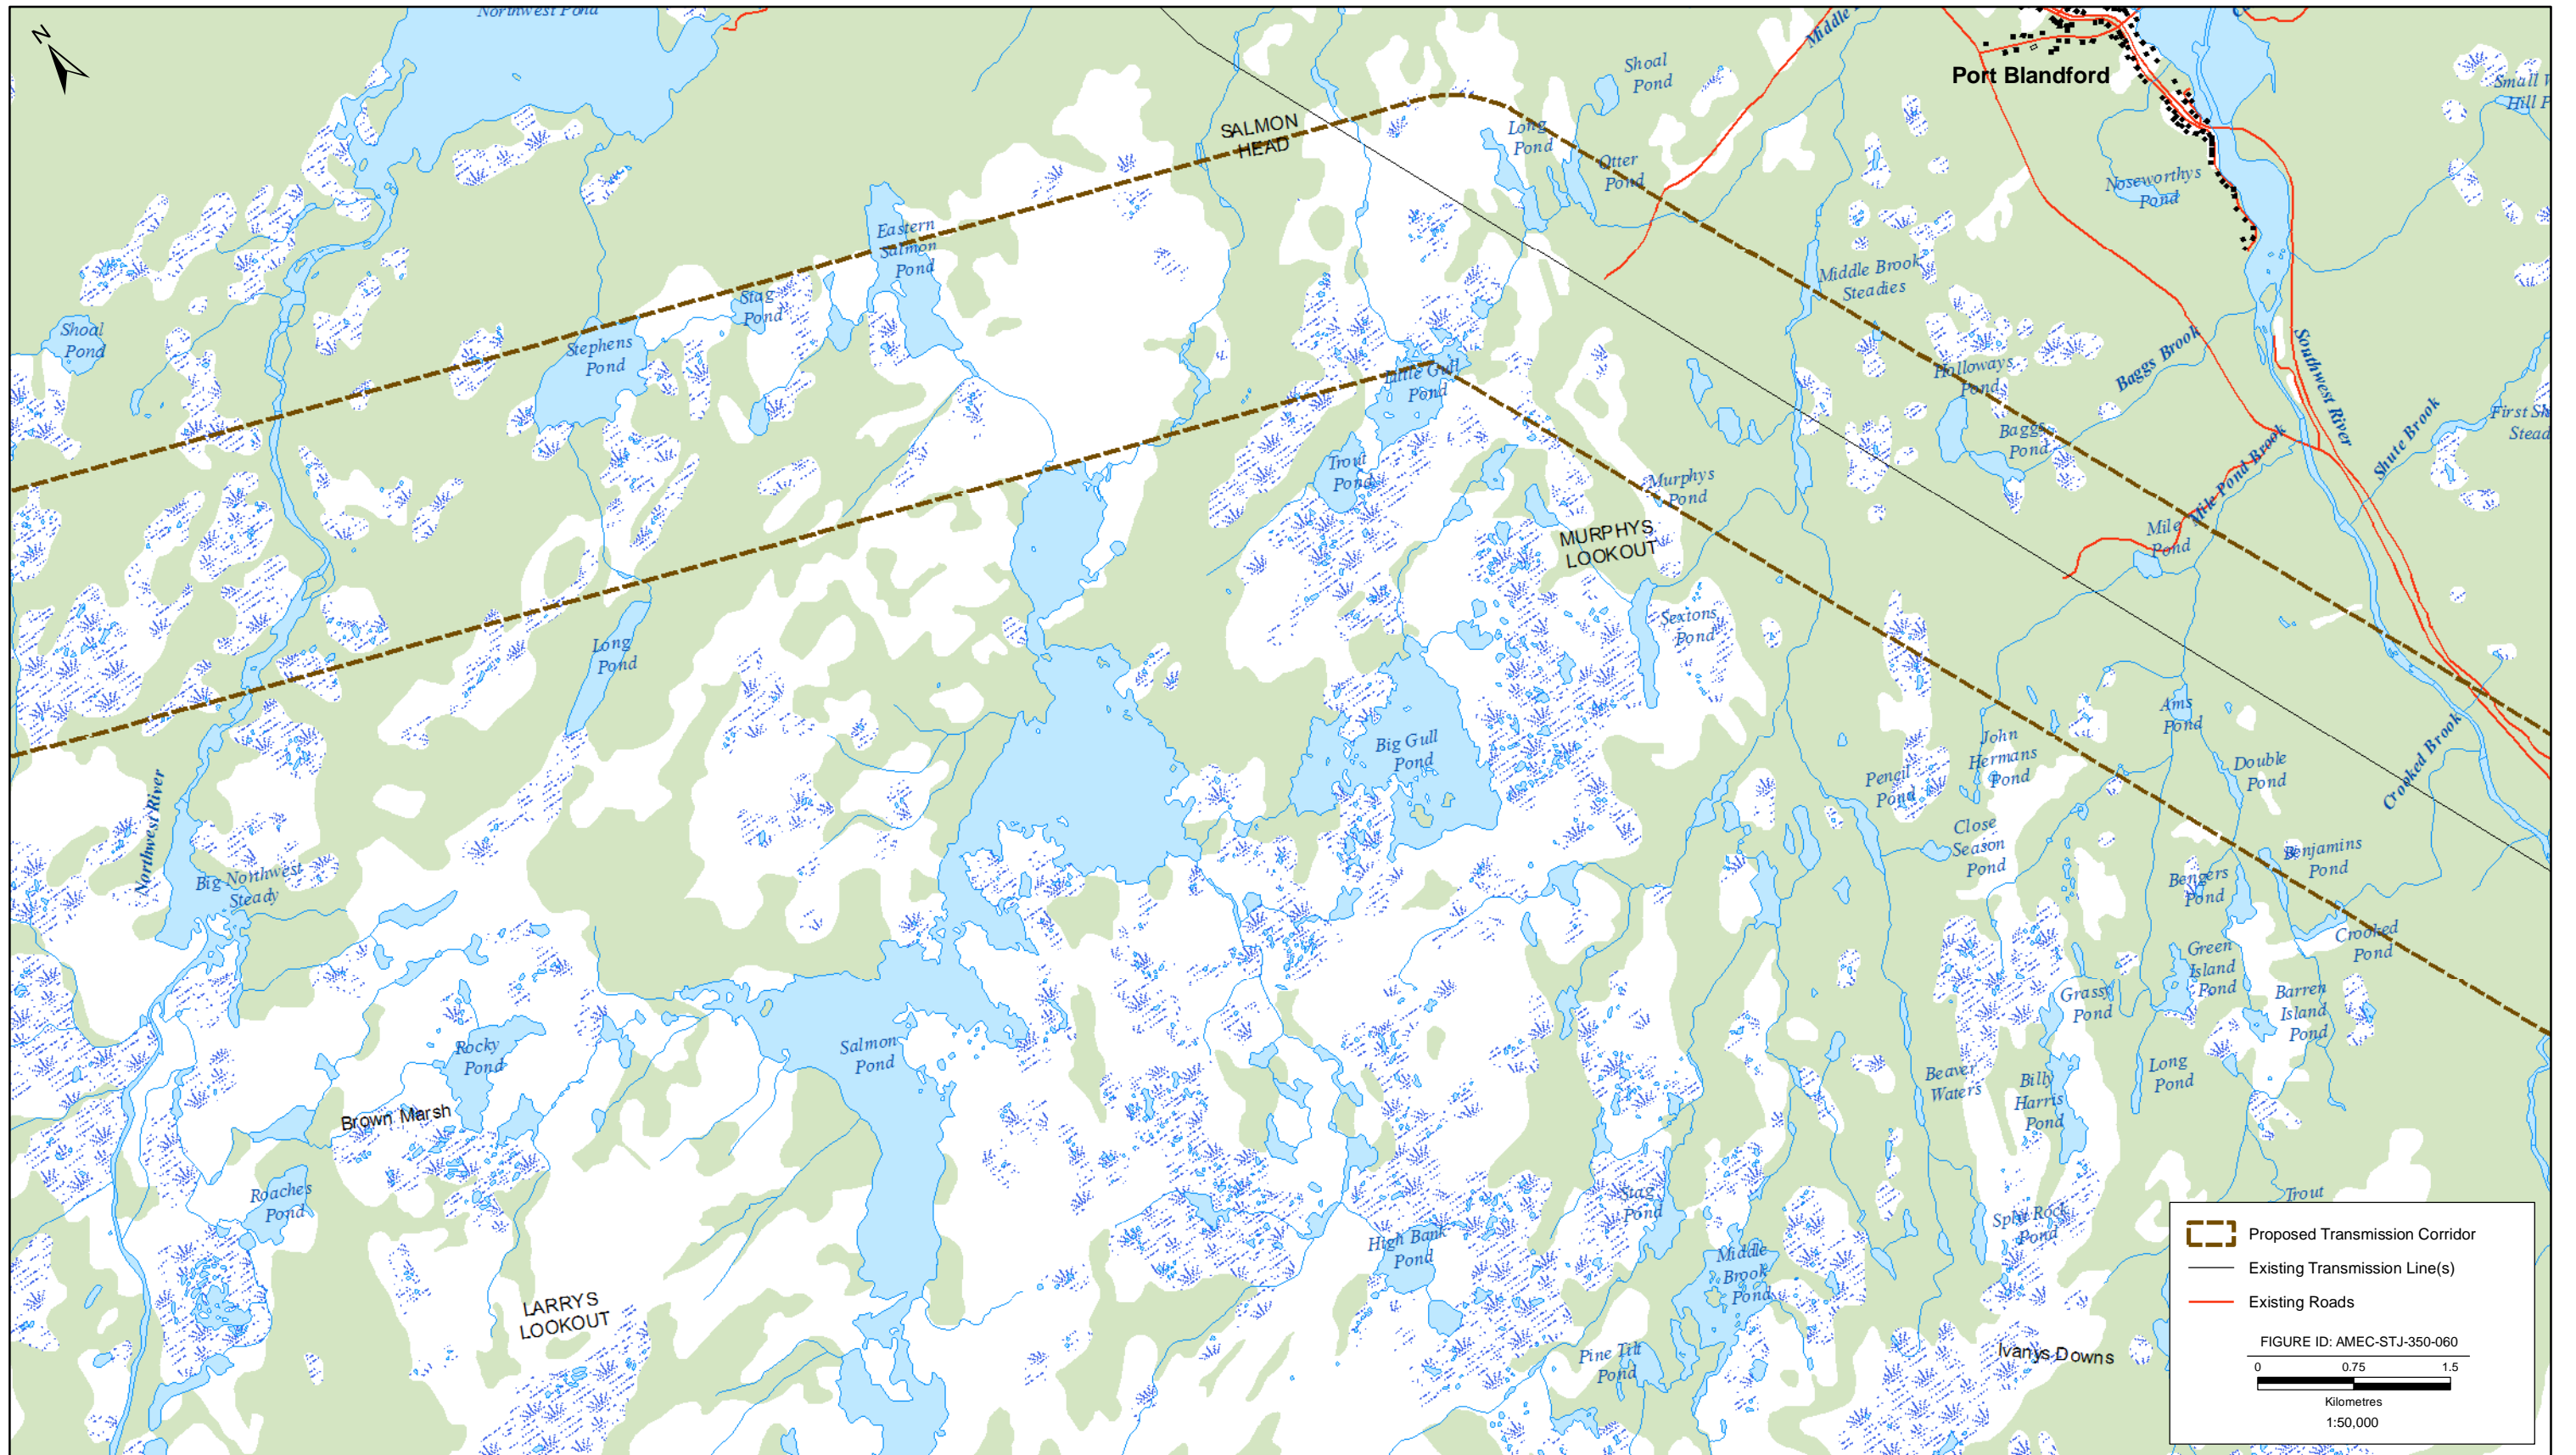 Northwest Pond
N
Middle
Port Blandford
Shoal
Pond
SALMON
HEAD
Long
Pond
Otter
Pond
Small
Hill
Noseworthys
Pond
Eastern
Salmon
Pond
Middle Brook
Steadies
Stag
Pond
Shoal
Pond
Stephens
Pond
Little Gull
Pond
Holloways
Pond
Baggs Brook
Southwest River
Baggs
Pond
Shute Brook
First
Trout
Pond
Murphys
Pond
Mile Pond Brook
Mile
Pond
MURPHYS
LOOKOUT
Sextons
Pond
Long
Pond
Ams
Pond
Big Gull
Pond
John
Hermans
Pond
Double
Pond
Crooked Brook
Pencil
Pond
Northwest River
Close
Season
Pond
Benjamins
Pond
Big Northwest
Steady
Bengers
Pond
Crooked
Pond
Green
Island
Pond
Grassy
Pond
Barren
Island
Pond
Rocky
Pond
Salmon
Pond
Beaver
Waters
Billy
Harris
Pond
Long
Pond
Brown Marsh
Roaches
Pond
Stag
Pond
Trout
Split Rock
Pond
High Bank
Pond
Middle
Brook
Pond
LARRYS
LOOKOUT
Pine Tilt
Pond
Ivanys Downs
Proposed Transmission Corridor
Existing Transmission Line(s)
Existing Roads
FIGURE ID: AMEC-STJ-350-060
0 0.75 1.5
Kilometres
1:50,000